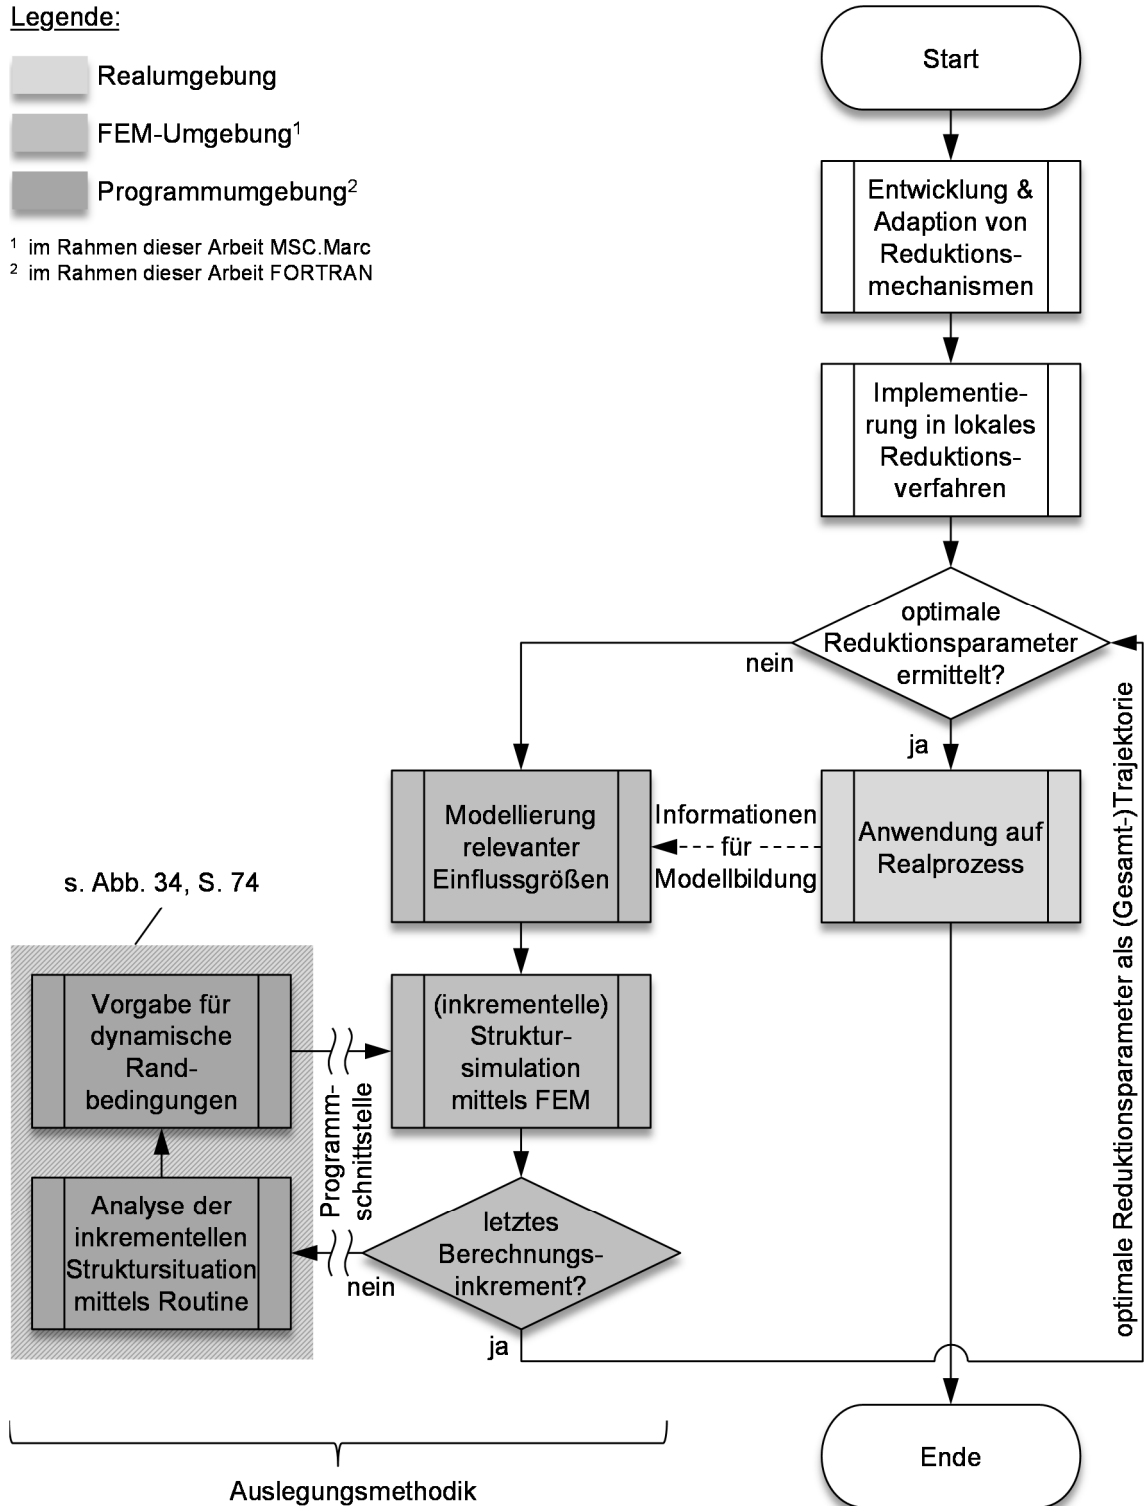 Legende:
Realumgebung
FEM-Umgebung¹
Programmumgebung²
¹ im Rahmen dieser Arbeit MSC.Marc
² im Rahmen dieser Arbeit FORTRAN
Start
Entwicklung &
Adaption von
Reduktions-
mechanismen
Implementie-
rung in lokales
Reduktions-
verfahren
optimale
Reduktionsparameter
ermittelt?
nein
ja
Modellierung
relevanter
Einflussgrößen
Informationen
für
Modellbildung
Anwendung auf
Realprozess
optimale Reduktionsparameter als (Gesamt-)Trajektorie
s. Abb. 34, S. 74
Vorgabe für
dynamische
Rand-
bedingungen
Programm-
schnittstelle
(inkrementelle)
Struktur-
simulation
mittels FEM
Analyse der
inkrementellen
Struktursituation
mittels Routine
letztes
Berechnungs-
inkrement?
nein
ja
Ende
Auslegungsmethodik